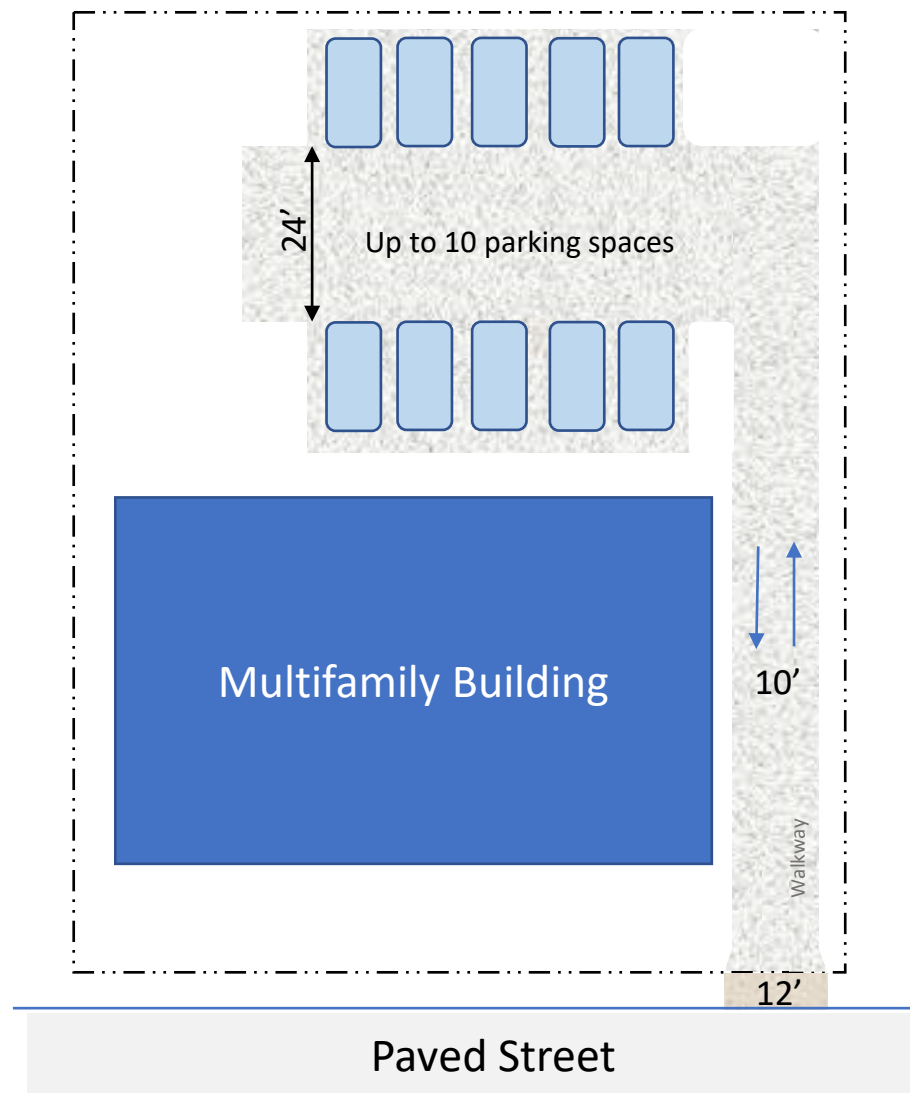 24’
Up to 10 parking spaces
Multifamily Building
10’
Walkway
12’
Paved Street